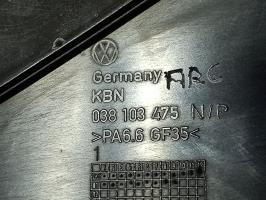 Germany ARC
KBN
038 103 475 N/P
>PA6.6 GF35<
1